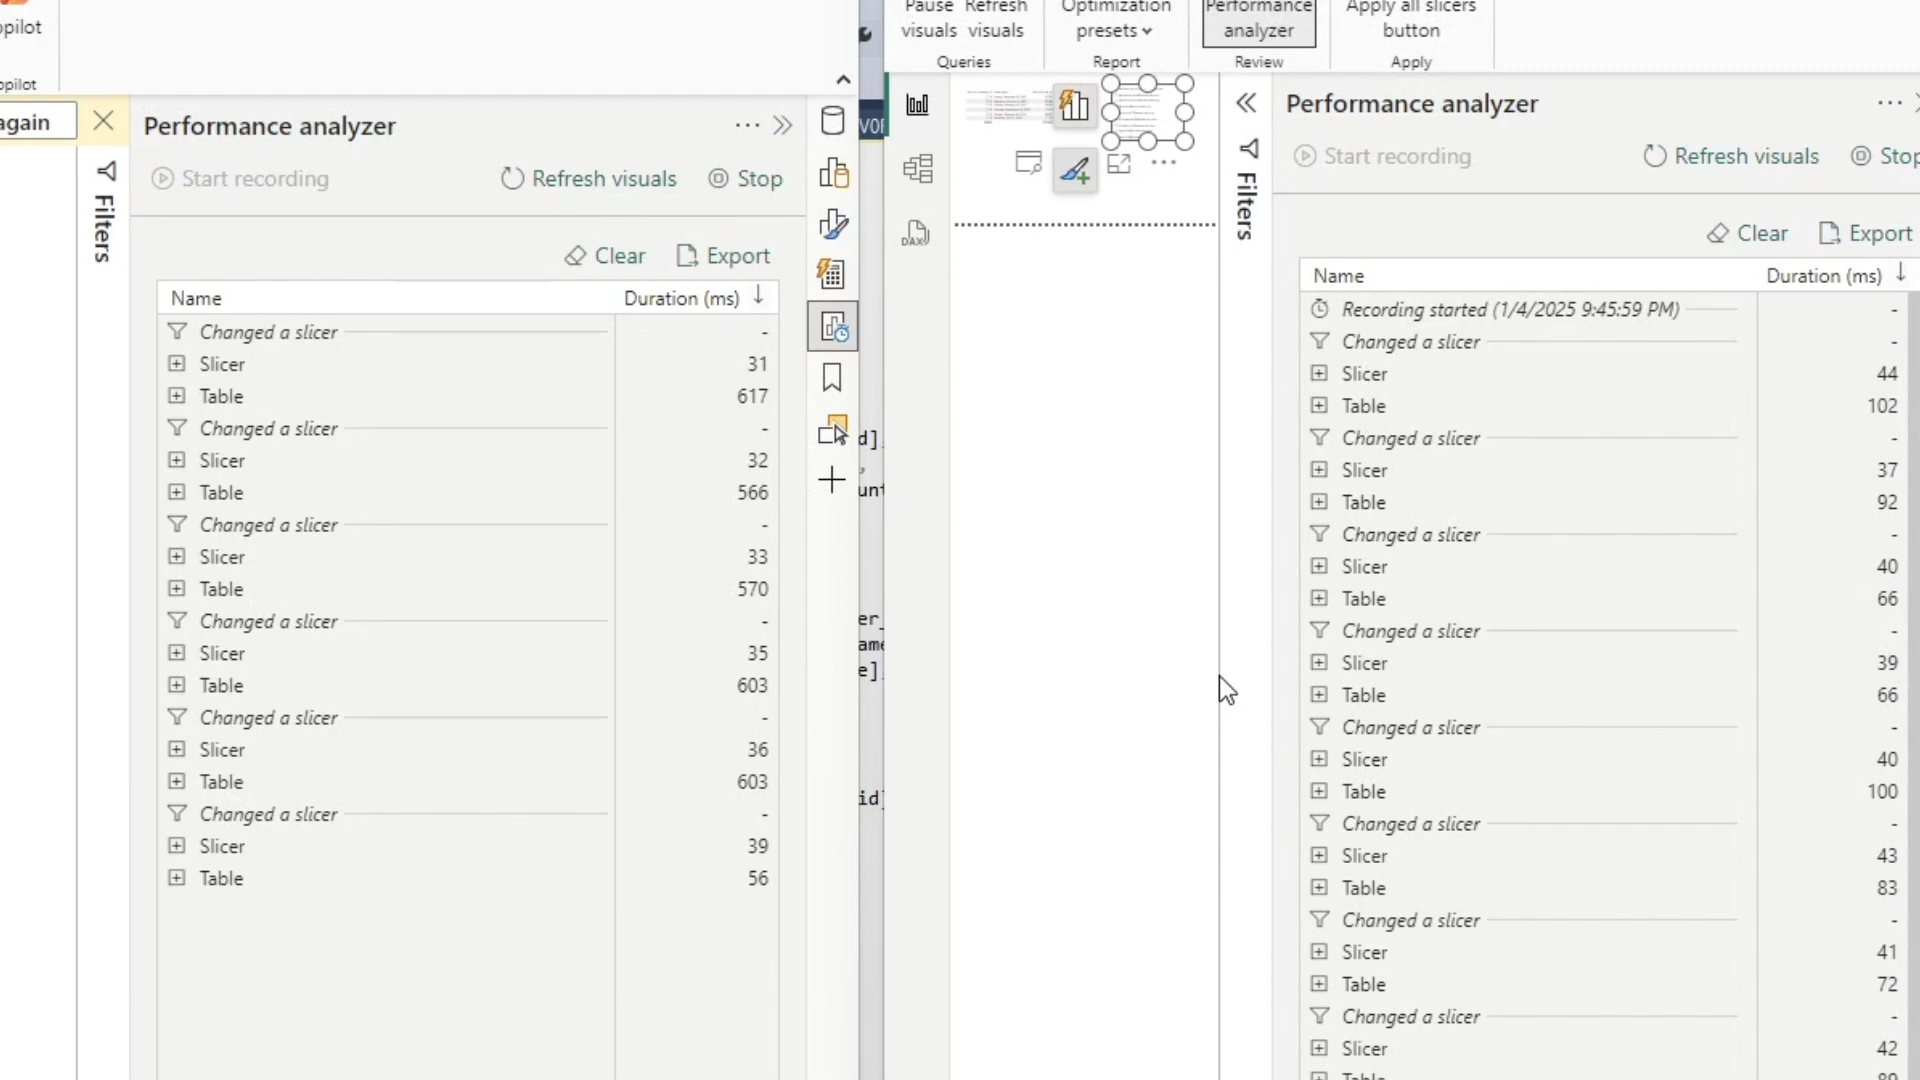 opilot
opilot
again
Performance analyzer
Start recording
Refresh visuals
Stop
Filters
Clear
Export
Name
Duration (ms)
Changed a slicer -
Slicer 31
Table 617
Changed a slicer -
Slicer 32
Table 566
Changed a slicer -
Slicer 33
Table 570
Changed a slicer -
Slicer 35
Table 603
Changed a slicer -
Slicer 36
Table 603
Changed a slicer -
Slicer 39
Table 56
d]
unt
er_
ame
e]
id]
Pause visuals
Refresh visuals
Queries
Optimization presets
Report
Performance analyzer
Review
Apply all slicers button
Apply
DAX
Filters
Performance analyzer
Start recording
Refresh visuals
Stop
Clear
Export
Name
Duration (ms)
Recording started (1/4/2025 9:45:59 PM) -
Changed a slicer -
Slicer 44
Table 102
Changed a slicer -
Slicer 37
Table 92
Changed a slicer -
Slicer 40
Table 66
Changed a slicer -
Slicer 39
Table 66
Changed a slicer -
Slicer 40
Table 100
Changed a slicer -
Slicer 43
Table 83
Changed a slicer -
Slicer 41
Table 72
Changed a slicer -
Slicer 42